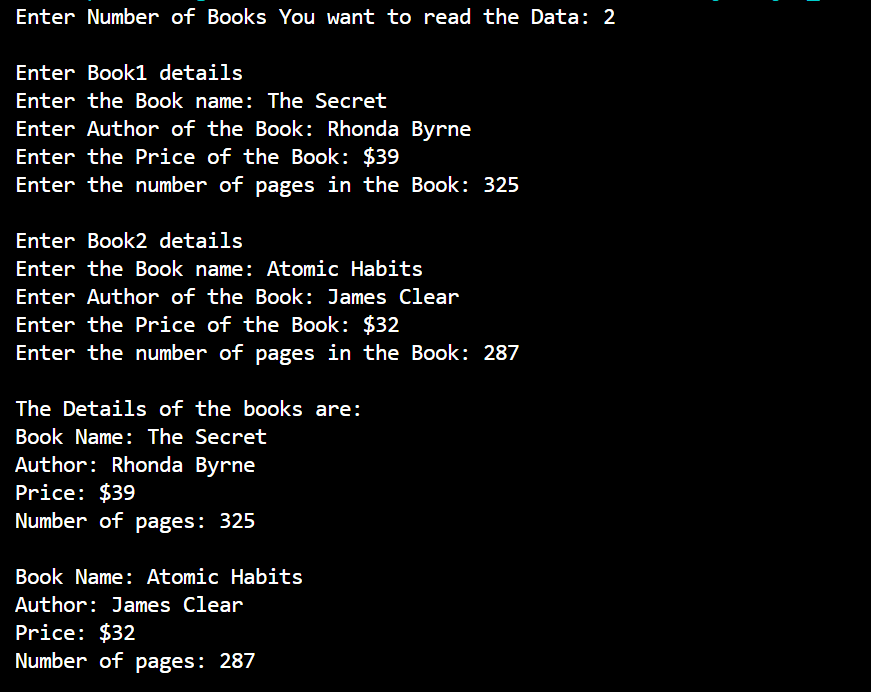 Enter Number of Books You want to read the Data: 2
Enter Book1 details
Enter the Book name: The Secret
Enter Author of the Book: Rhonda Byrne
Enter the Price of the Book: $39
Enter the number of pages in the Book: 325
Enter Book2 details
Enter the Book name: Atomic Habits
Enter Author of the Book: James Clear
Enter the Price of the Book: $32
Enter the number of pages in the Book: 287
The Details of the books are:
Book Name: The Secret
Author: Rhonda Byrne
Price: $39
Number of pages: 325
Book Name: Atomic Habits
Author: James Clear
Price: $32
Number of pages: 287